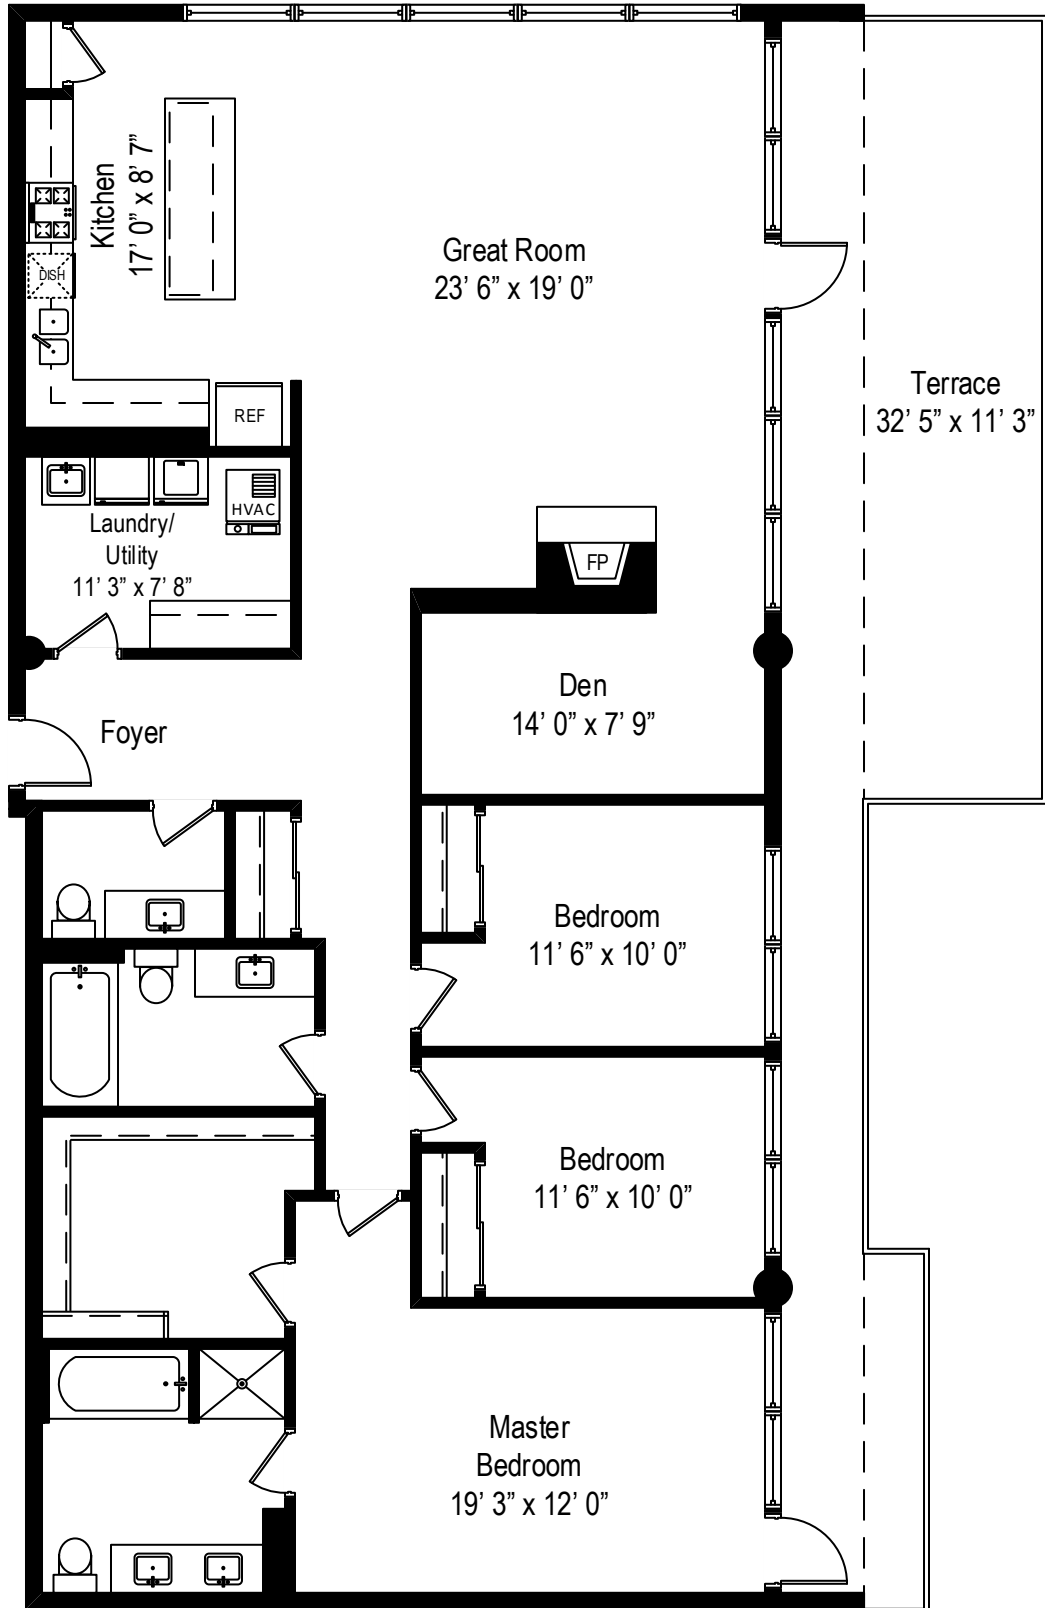 Kitchen
17’ 0” x 8’ 7”
Great Room
23’ 6” x 19’ 0”
DISH
Terrace
32’ 5” x 11’ 3”
REF
HVAC
Laundry/
Utility
11’ 3” x 7’ 8”
FP
Den
14’ 0” x 7’ 9”
Foyer
Bedroom
11’ 6” x 10’ 0”
Bedroom
11’ 6” x 10’ 0”
Master
Bedroom
19’ 3” x 12’ 0”